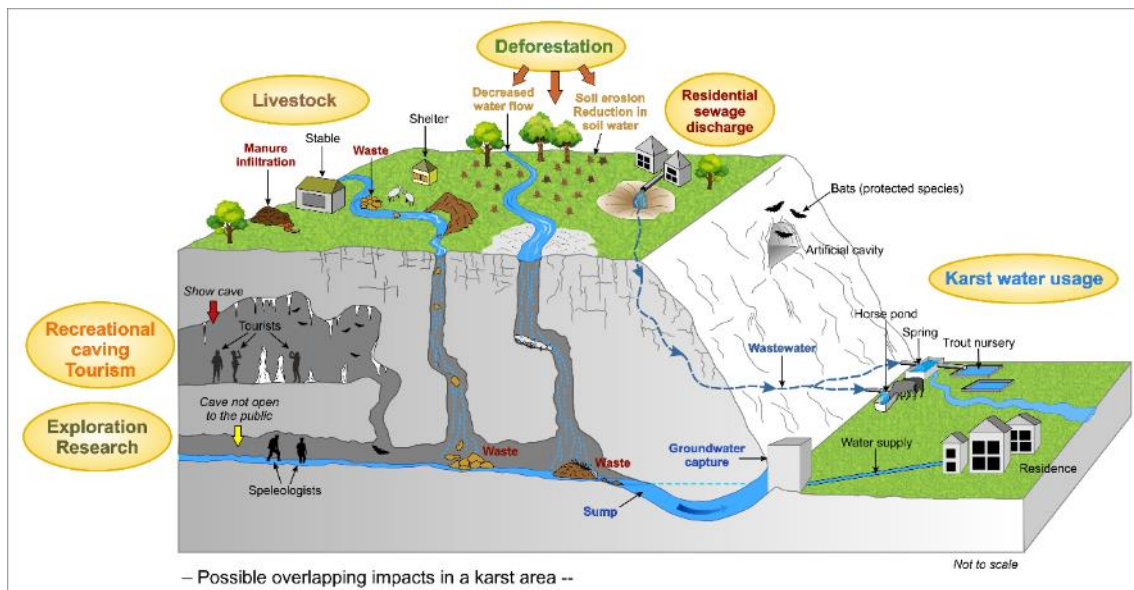 Deforestation
Livestock
Decreased
water flow
Soil erosion
Reduction in
soil water
Residential
sewage
discharge
Shelter
Stable
Manure
infiltration
Waste
Bats (protected species)
Artificial cavity
Karst water usage
Show cave
Horse pond
Spring
Recreational
caving
Tourism
Tourists
Trout nursery
Wastewater
Cave not open
to the public
Exploration
Research
Groundwater
capture
Water supply
Waste
Waste
Residence
Speleologists
Sump
Not to scale
– Possible overlapping impacts in a karst area --